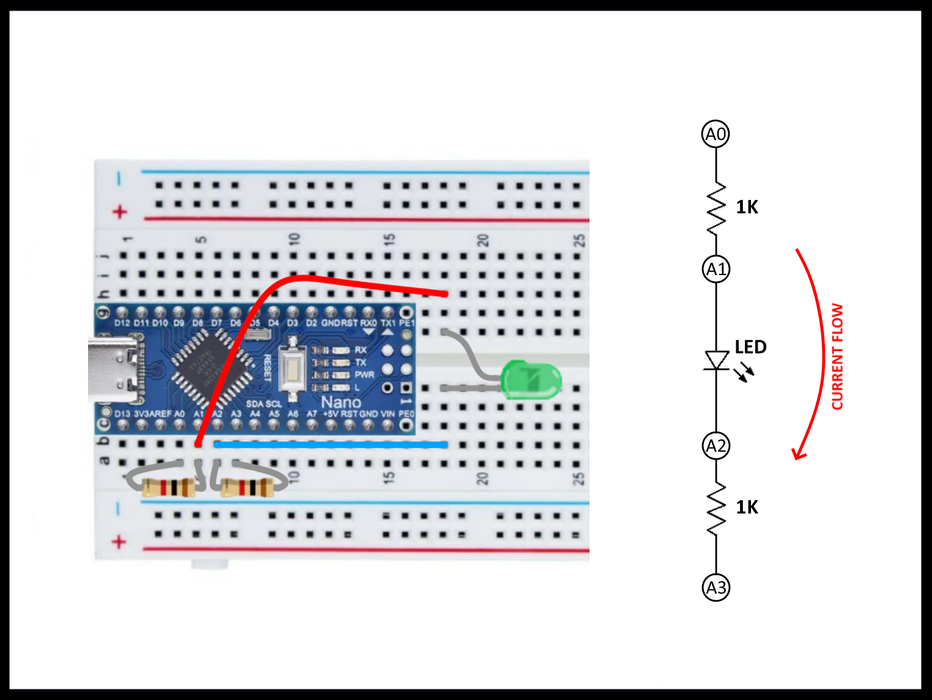 −
+
1 5 10 15 20 25
j
i
h
g
D12 D11 D10 D9 D8 D7 D6 D5 D4 D3 D2 GND RST RX0 TX1 PE1
RESET
RX
TX
PWR
L
1
Nano
SDA SCL
D13 3V3 AREF A0 A1 A2 A3 A4 A5 A6 A7 +5V RST GND VIN PE0
c
b
a
10 15 20 25
−
+
A0
1K
A1
LED
CURRENT FLOW
A2
1K
A3